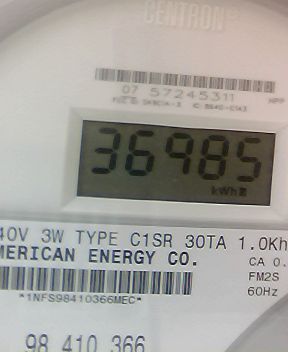 CENTRON
07 57245311 MPP
36985
kWh
40V 3W TYPE C1SR 30TA 1.0Kh
MERICAN ENERGY CO. CA 0.
FM2S
*1NFS98410366MEC* 60Hz
98 410 366